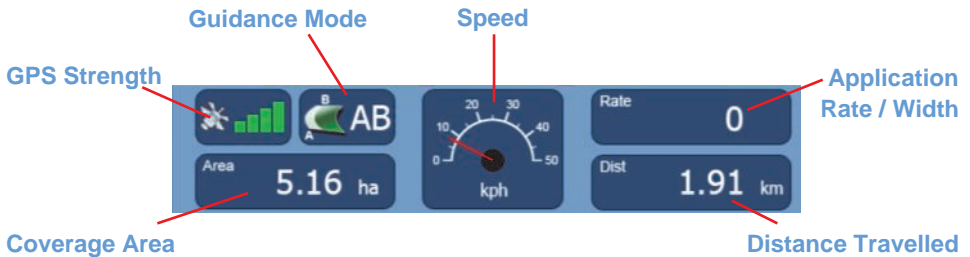 Guidance Mode
Speed
GPS Strength
Application
Rate / Width
B
A
AB
0
10
20
30
40
50
kph
Rate
0
Area
5.16 ha
Dist
1.91 km
Coverage Area
Distance Travelled